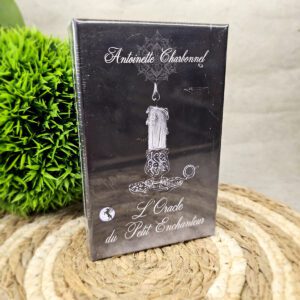 Antoinette Charbonnel
L'Oracle
du Petit Enchanteur